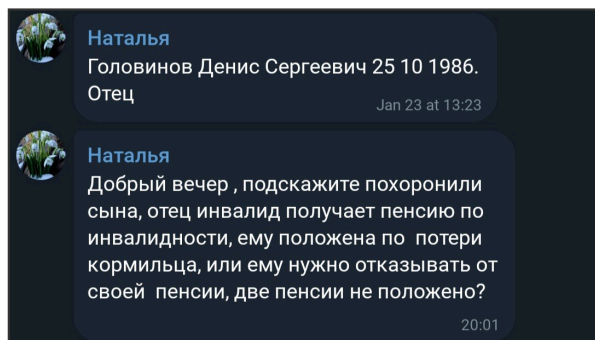 Наталья
Головинов Денис Сергеевич 25 10 1986.
Отец
Jan 23 at 13:23
Наталья
Добрый вечер , подскажите похоронили
сына, отец инвалид получает пенсию по
инвалидности, ему положена по потери
кормильца, или ему нужно отказывать от
своей пенсии, две пенсии не положено?
20:01